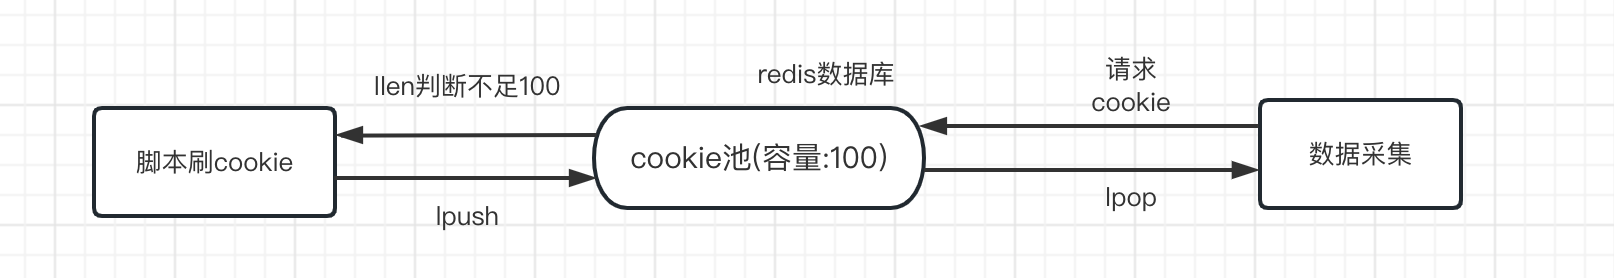 llen判断不足100
redis数据库
请求
cookie
脚本刷cookie
cookie池(容量:100)
数据采集
lpush
lpop